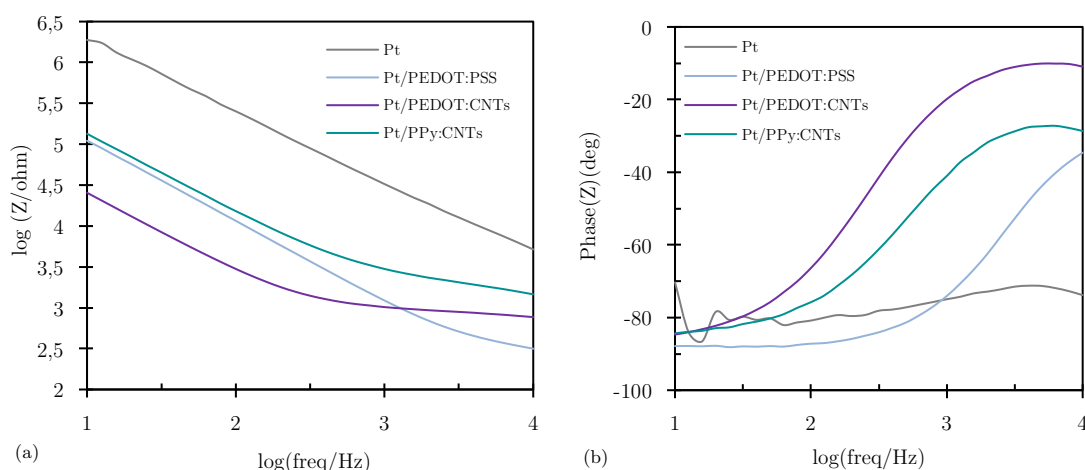 6,5
6
5,5
5
4,5
4
3,5
3
2,5
2
log (Z/ohm)
Pt
Pt/PEDOT:PSS
Pt/PEDOT:CNTs
Pt/PPy:CNTs
1
2
3
4
log(freq/Hz)
(a)
0
-20
-40
-60
-80
-100
Phase(Z)(deg)
Pt
Pt/PEDOT:PSS
Pt/PEDOT:CNTs
Pt/PPy:CNTs
1
2
3
4
log(freq/Hz)
(b)